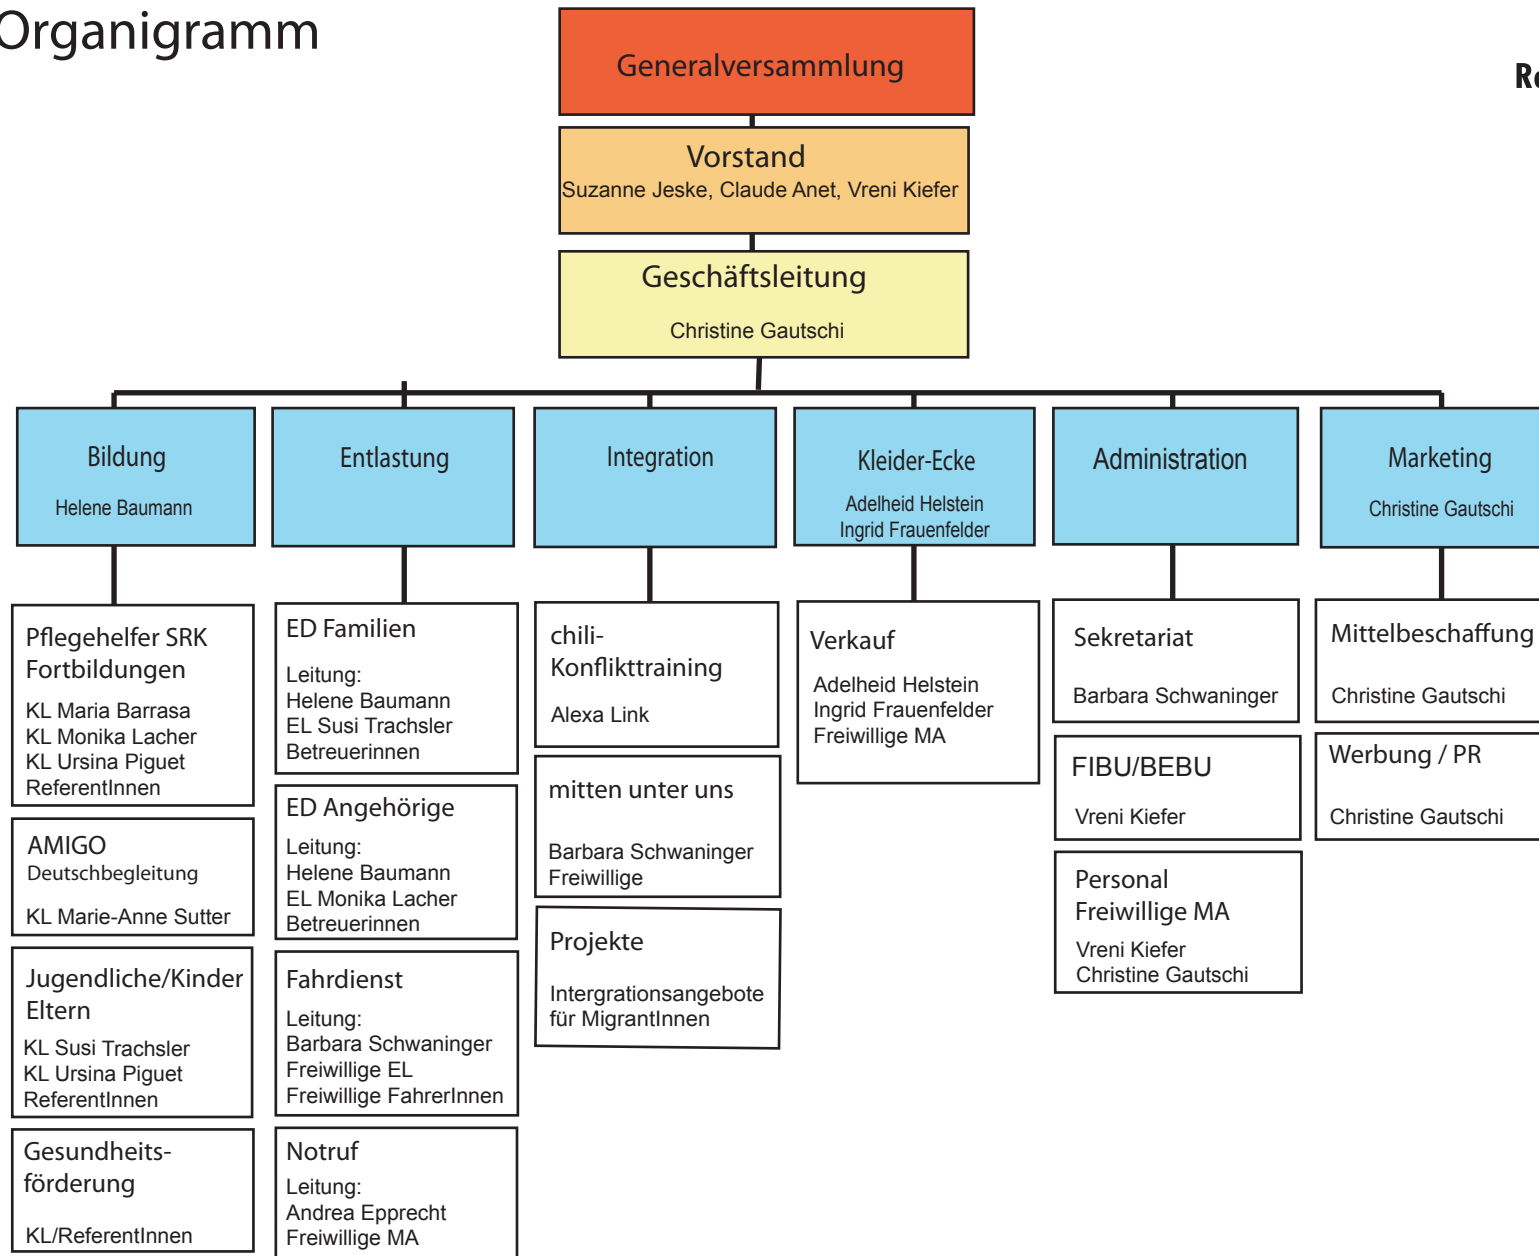 Organigramm
Generalversammlung
Vorstand
Suzanne Jeske, Claude Anet, Vreni Kiefer
Geschäftsleitung
Christine Gautschi
Bildung
Helene Baumann
Entlastung
Integration
Kleider-Ecke
Adelheid Helstein
Ingrid Frauenfelder
Administration
Marketing
Christine Gautschi
Pflegehelfer SRK
Fortbildungen
KL Maria Barrasa
KL Monika Lacher
KL Ursina Piguet
ReferentInnen
AMIGO
Deutschbegleitung
KL Marie-Anne Sutter
Jugendliche/Kinder
Eltern
KL Susi Trachsler
KL Ursina Piguet
ReferentInnen
Gesundheits-
förderung
KL/ReferentInnen
ED Familien
Leitung:
Helene Baumann
EL Susi Trachsler
Betreuerinnen
ED Angehörige
Leitung:
Helene Baumann
EL Monika Lacher
Betreuerinnen
Fahrdienst
Leitung:
Barbara Schwaninger
Freiwillige EL
Freiwillige FahrerInnen
Notruf
Leitung:
Andrea Epprecht
Freiwillige MA
chili-
Konflikttraining
Alexa Link
mitten unter uns
Barbara Schwaninger
Freiwillige
Projekte
Intergrationsangebote
für MigrantInnen
Verkauf
Adelheid Helstein
Ingrid Frauenfelder
Freiwillige MA
Sekretariat
Barbara Schwaninger
FIBU/BEBU
Vreni Kiefer
Personal
Freiwillige MA
Vreni Kiefer
Christine Gautschi
Mittelbeschaffung
Christine Gautschi
Werbung / PR
Christine Gautschi